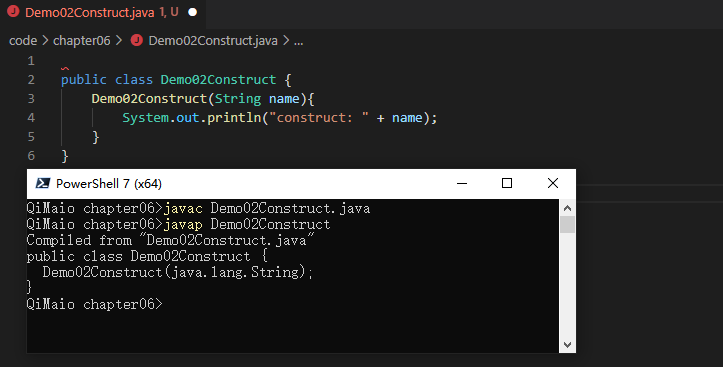 Demo02Construct.java 1, U
code > chapter06 > Demo02Construct.java > ...
1
2 public class Demo02Construct {
3 Demo02Construct(String name){
4 System.out.println("construct: " + name);
5 }
6 }
PowerShell 7 (x64)
QiMaio chapter06>javac Demo02Construct.java
QiMaio chapter06>javap Demo02Construct
Compiled from "Demo02Construct.java"
public class Demo02Construct {
Demo02Construct(java.lang.String);
}
QiMaio chapter06>